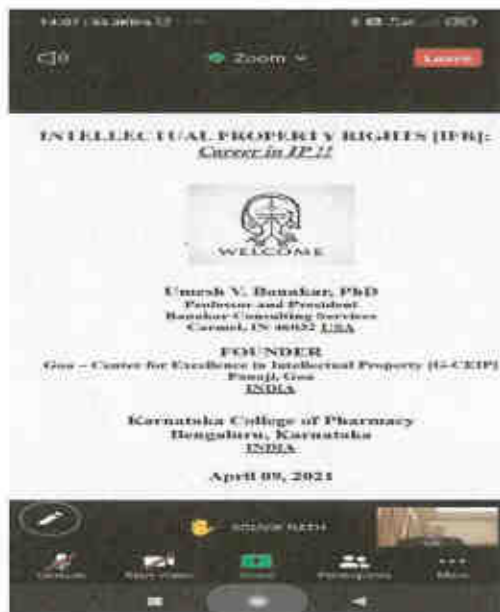 Zoom
Leave
INTELLECTUAL PROPERTY RIGHTS [IPR]:
Career in IP !!
WELCOME
Umesh V. Banakar, PhD
Professor and President
Banakar Consulting Services
Carmel, IN 46032 USA
FOUNDER
Goa – Center for Excellence in Intellectual Property [G-CEIP]
Panaji, Goa
INDIA
Karnataka College of Pharmacy
Bengaluru, Karnataka
INDIA
April 09, 2021
Unmute
Start video
Share
Participants
More